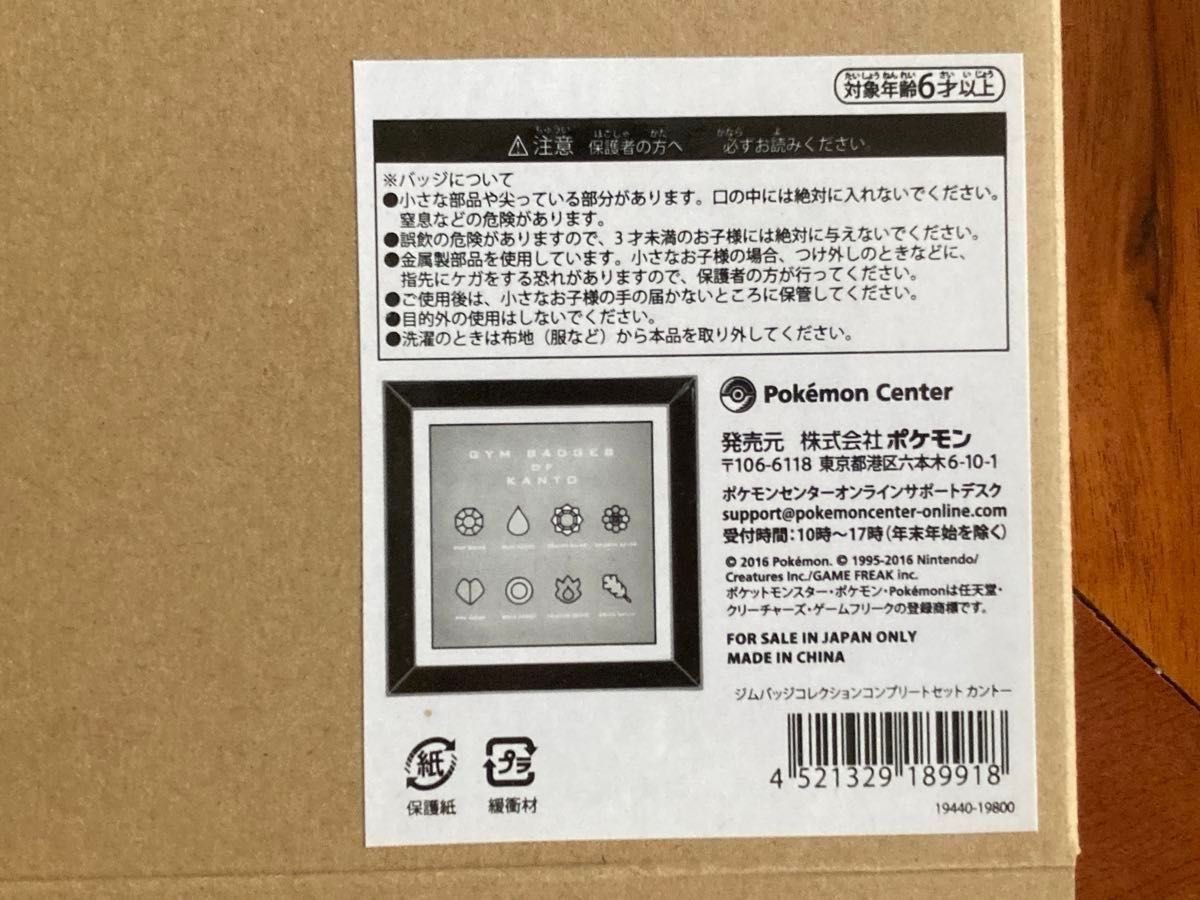 対象年齢6才以上
注意 保護者の方へ 必ずお読みください。
※バッジについて
●小さな部品や尖っている部分があります。口の中には絶対に入れないでください。
窒息などの危険があります。
●誤飲の危険がありますので、3才未満のお子様には絶対に与えないでください。
●金属製部品を使用しています。小さなお子様の場合、つけ外しのときなどに、
指先にケガをする恐れがありますので、保護者の方が行ってください。
●ご使用後は、小さなお子様の手の届かないところに保管してください。
●目的外の使用はしないでください。
●洗濯のときは布地（服など）から本品を取り外してください。
GYM BADGES
OF
KANTO
Pokémon Center
発売元 株式会社ポケモン
〒106-6118 東京都港区六本木6-10-1
ポケモンセンターオンラインサポートデスク
support@pokemoncenter-online.com
受付時間：10時～17時（年末年始を除く）
© 2016 Pokémon. © 1995-2016 Nintendo/
Creatures Inc./GAME FREAK inc.
ポケットモンスター・ポケモン・Pokémonは任天堂・
クリーチャーズ・ゲームフリークの登録商標です。
FOR SALE IN JAPAN ONLY
MADE IN CHINA
ジムバッジコレクションコンプリートセット カントー
4 521329 189918
19440-19800
紙
保護紙
プラ
緩衝材